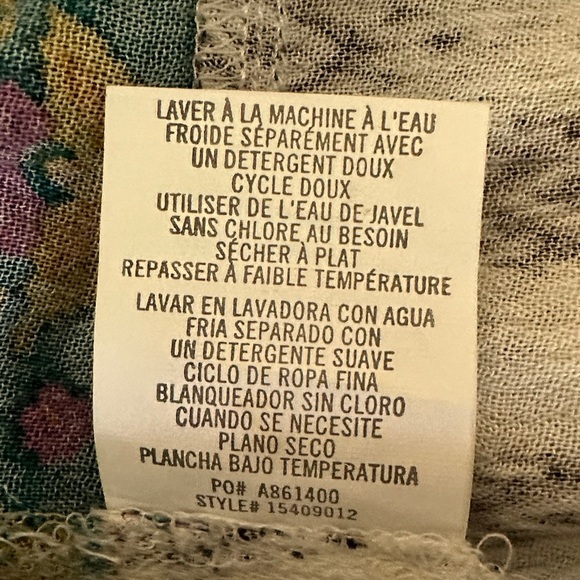 LAVER À LA MACHINE À L'EAU
FROIDE SÉPARÉMENT AVEC
UN DETERGENT DOUX
CYCLE DOUX
UTILISER DE L'EAU DE JAVEL
SANS CHLORE AU BESOIN
SÉCHER À PLAT
REPASSER À FAIBLE TEMPÉRATURE
LAVAR EN LAVADORA CON AGUA
FRIA SEPARADO CON
UN DETERGENTE SUAVE
CICLO DE ROPA FINA
BLANQUEADOR SIN CLORO
CUANDO SE NECESITE
PLANO SECO
PLANCHA BAJO TEMPERATURA
PO# A861400
STYLE# 15409012